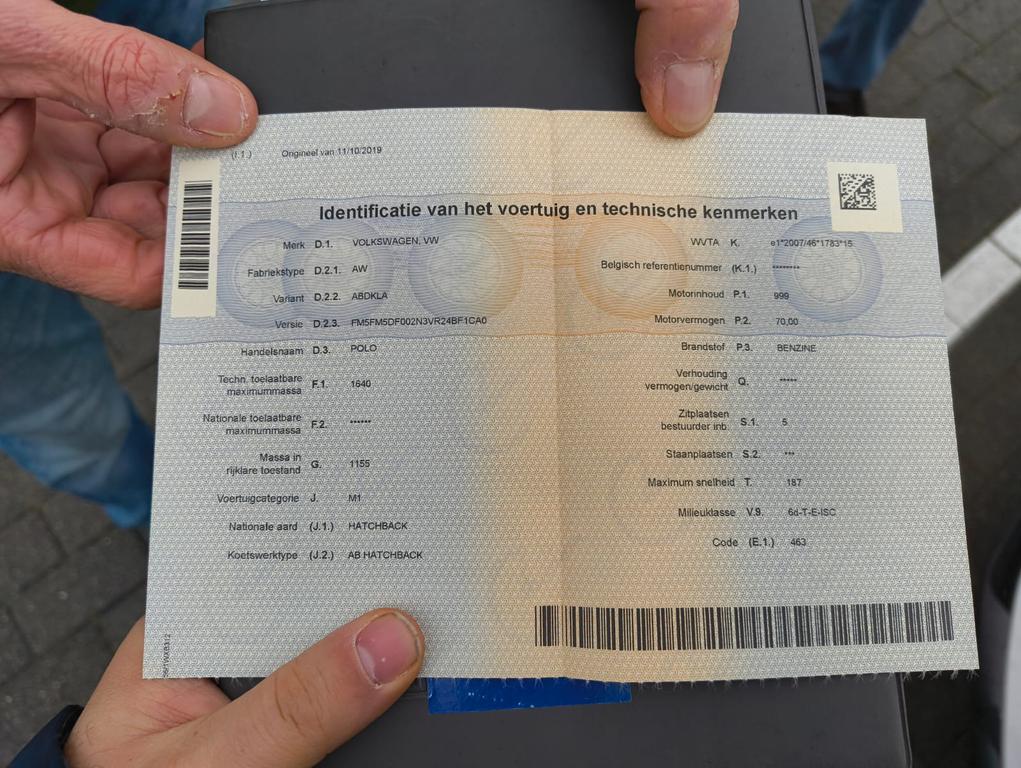 (I.1.) Origineel van 11/10/2019
Identificatie van het voertuig en technische kenmerken
Merk D.1. VOLKSWAGEN, VW
Fabriekstype D.2.1. AW
Variant D.2.2. ABDKLA
Versie D.2.3. FM5FM5DF002N3VR24BF1CA0
Handelsnaam D.3. POLO
Techn. toelaatbare
maximummassa F.1. 1640
Nationale toelaatbare
maximummassa F.2. ******
Massa in
rijklare toestand G. 1155
Voertuigcategorie J. M1
Nationale aard (J.1.) HATCHBACK
Koetswerktype (J.2.) AB HATCHBACK
WVTA K. e1*2007/46*1783*15
Belgisch referentienummer (K.1.) ********
Motorinhoud P.1. 999
Motorvermogen P.2. 70,00
Brandstof P.3. BENZINE
Verhouding
vermogen/gewicht Q. *****
Zitplaatsen
bestuurder inb. S.1. 5
Staanplaatsen S.2. ***
Maximum snelheid T. 187
Milieuklasse V.9. 6d-T-E-ISC
Code (E.1.) 463